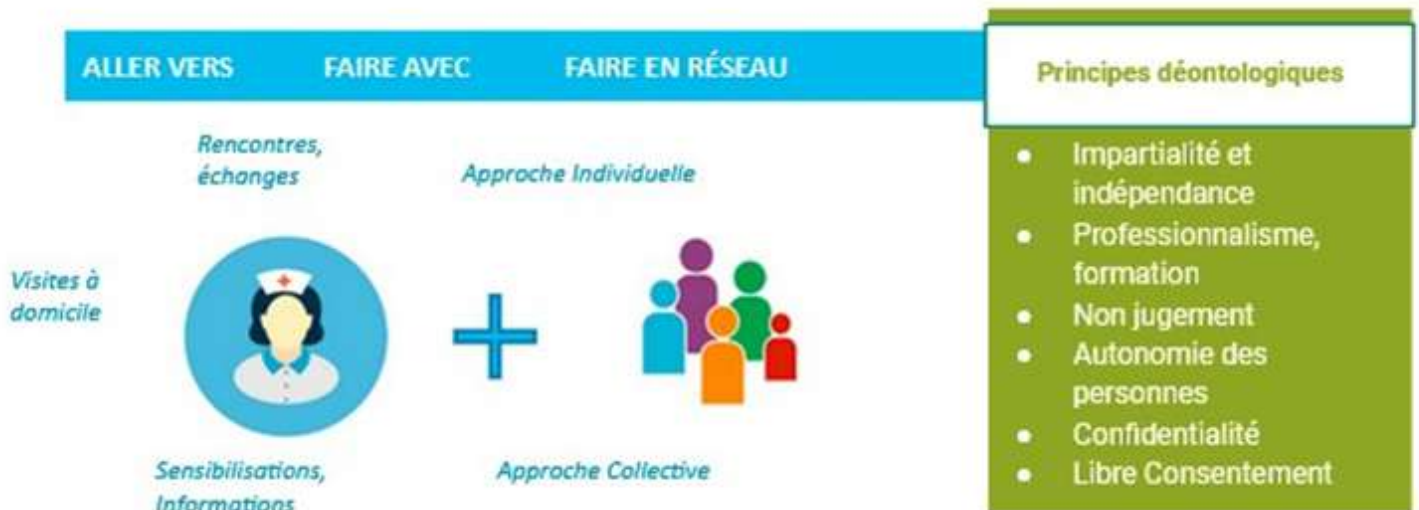 ALLER VERS FAIRE AVEC FAIRE EN RÉSEAU
Rencontres,
échanges
Approche Individuelle
Visites à
domicile
Sensibilisations,
Informations
Approche Collective
Principes déontologiques
● Impartialité et
indépendance
● Professionnalisme,
formation
● Non jugement
● Autonomie des
personnes
● Confidentialité
● Libre Consentement